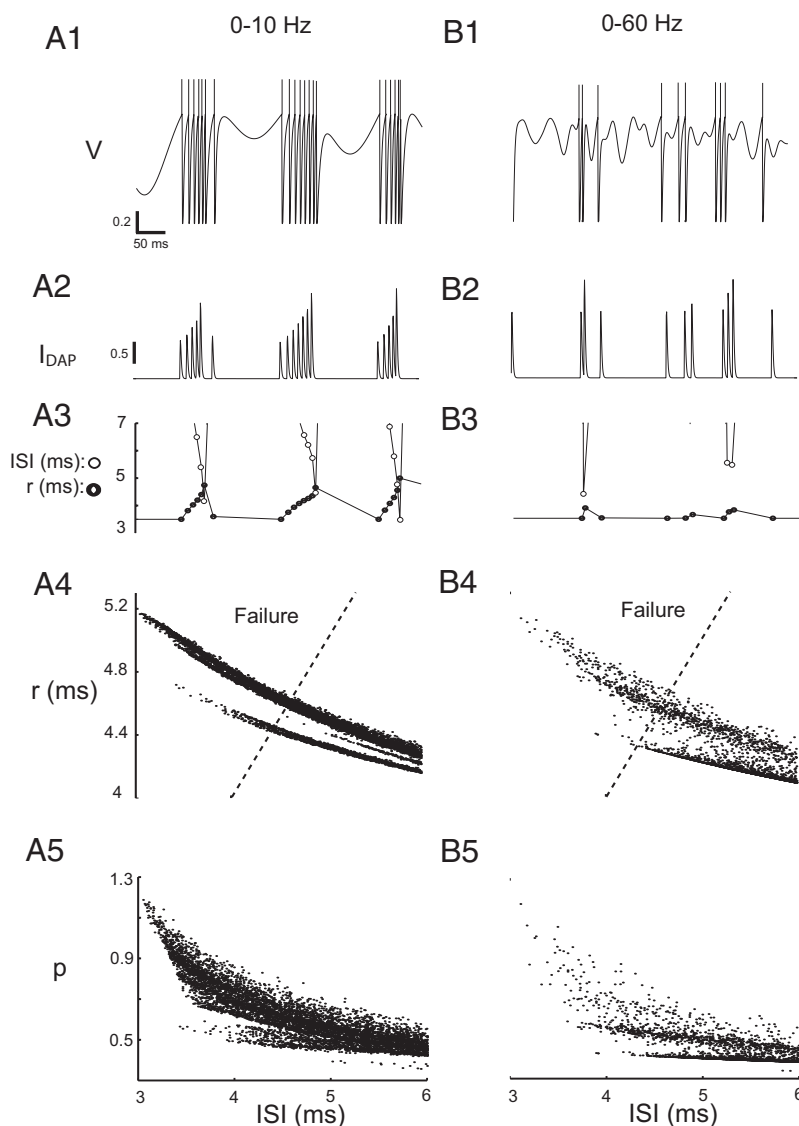 A1 0-10 Hz B1 0-60 Hz
V
0.2
50 ms
A2 B2
I_DAP 0.5
A3 B3
7
ISI (ms):
5
r (ms):
3
A4 B4
5.2
Failure Failure
4.8
r (ms)
4.4
4
A5 B5
1.3
0.9
p
0.5
3 4 5 6 3 4 5 6
ISI (ms) ISI (ms)